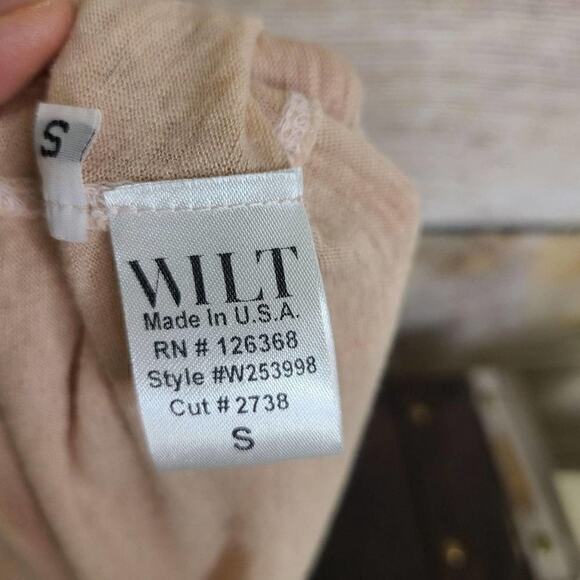 S
WILT
Made In U.S.A.
RN # 126368
Style #W253998
Cut # 2738
S